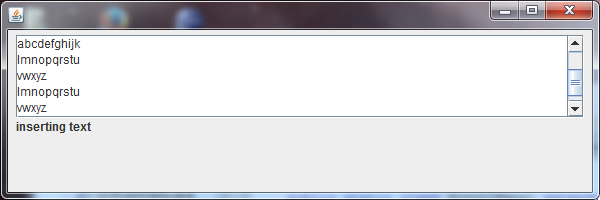 abcdefghijk
lmnopqrstu
vwxyz
lmnopqrstu
vwxyz
inserting text